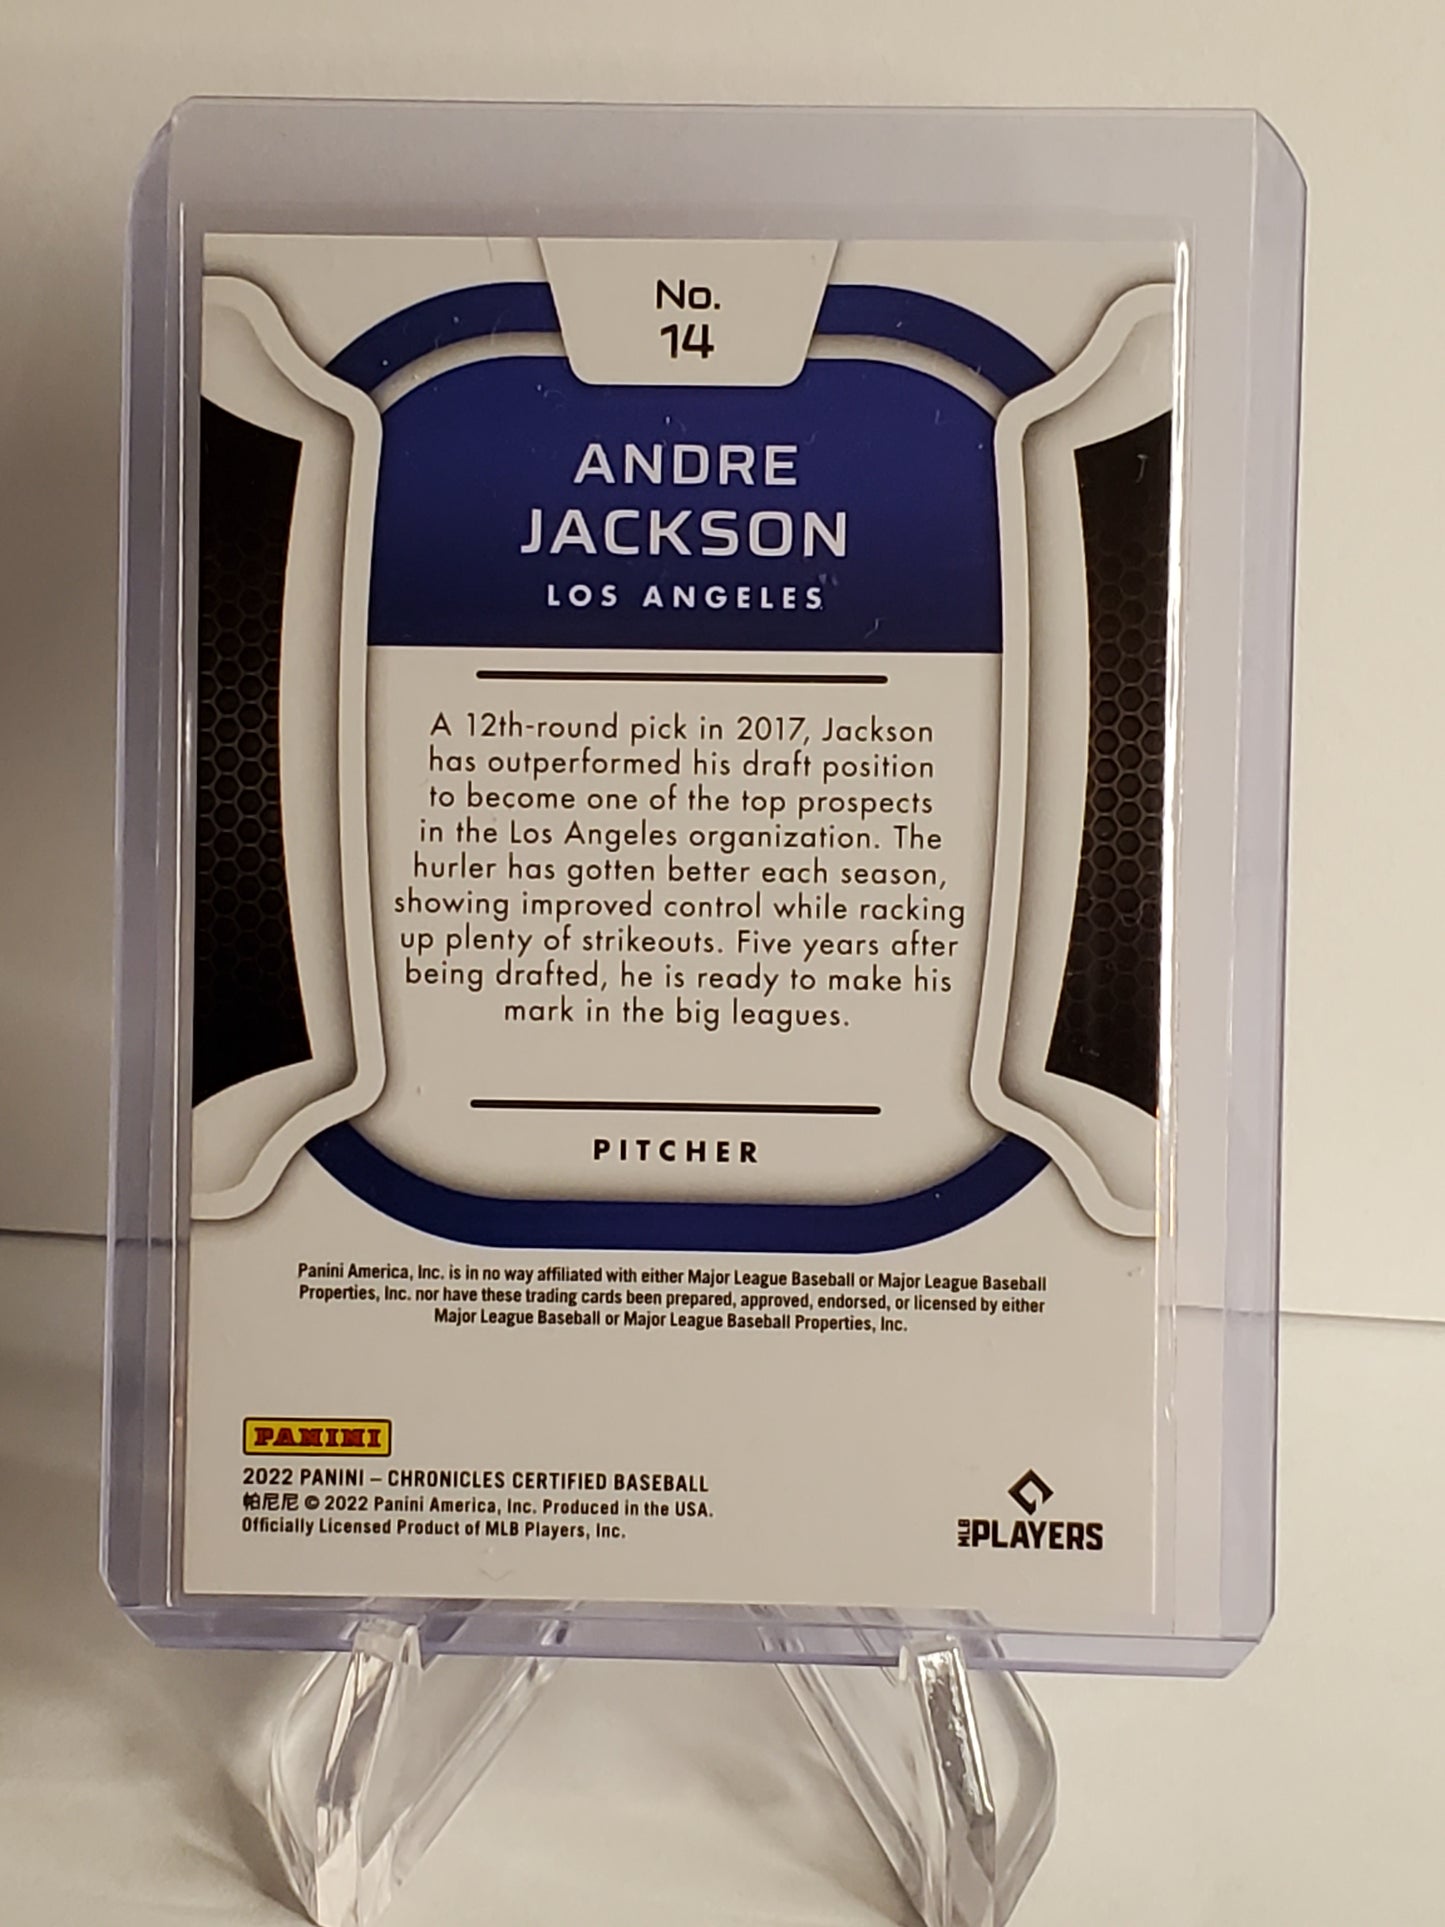 No.
14
ANDRE
JACKSON
LOS ANGELES
A 12th-round pick in 2017, Jackson
has outperformed his draft position
to become one of the top prospects
in the Los Angeles organization. The
hurler has gotten better each season,
showing improved control while racking
up plenty of strikeouts. Five years after
being drafted, he is ready to make his
mark in the big leagues.
PITCHER
Panini America, Inc. is in no way affiliated with either Major League Baseball or Major League Baseball
Properties, Inc. nor have these trading cards been prepared, approved, endorsed, or licensed by either
Major League Baseball or Major League Baseball Properties, Inc.
PANINI
2022 PANINI – CHRONICLES CERTIFIED BASEBALL
帕尼尼 © 2022 Panini America, Inc. Produced in the USA.
Officially Licensed Product of MLB Players, Inc.
MLB PLAYERS